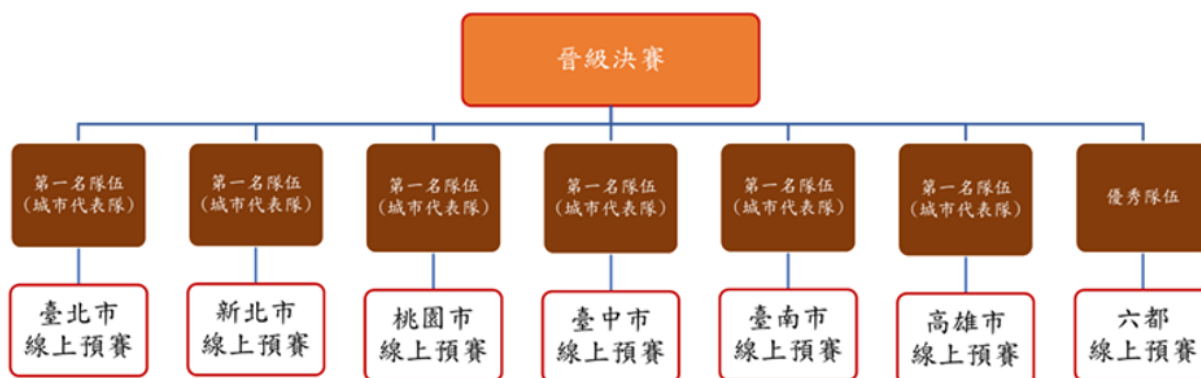 晉級決賽
第一名隊伍
(城市代表隊)
第一名隊伍
(城市代表隊)
第一名隊伍
(城市代表隊)
第一名隊伍
(城市代表隊)
第一名隊伍
(城市代表隊)
第一名隊伍
(城市代表隊)
優秀隊伍
臺北市
線上預賽
新北市
線上預賽
桃園市
線上預賽
臺中市
線上預賽
臺南市
線上預賽
高雄市
線上預賽
六都
線上預賽